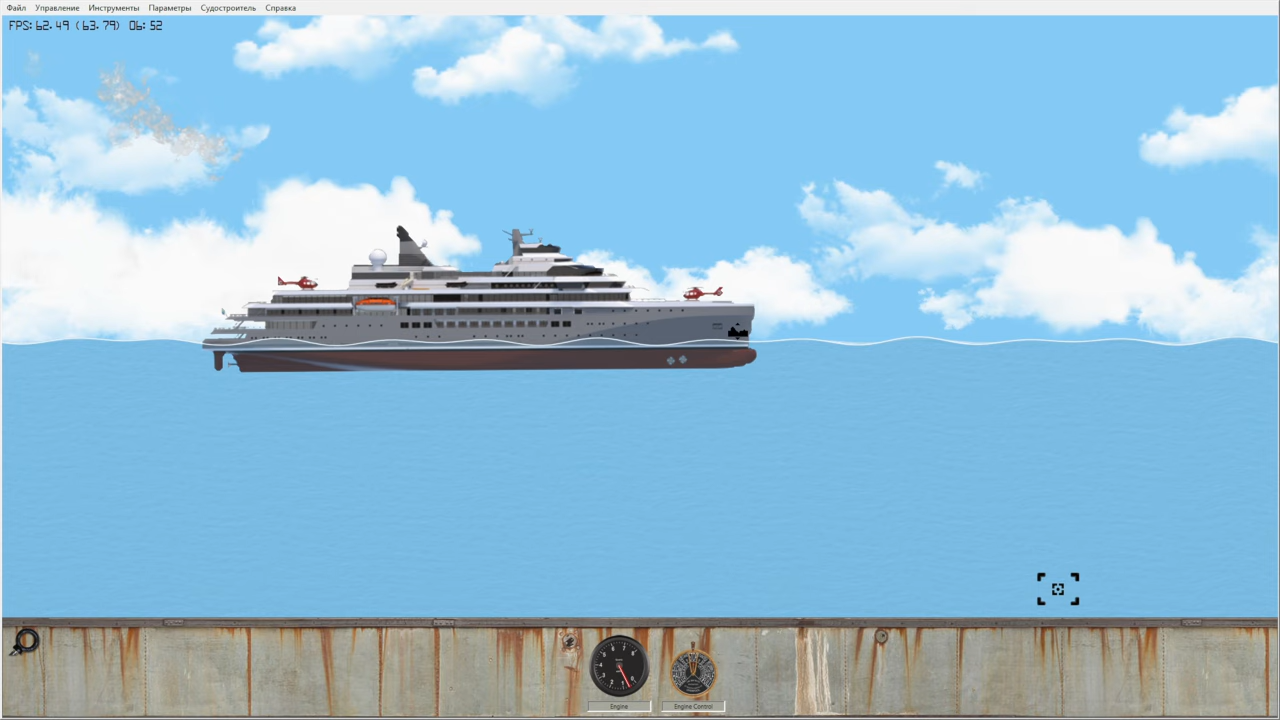 Файл Управление Инструменты Параметры Судостроитель Справка
FPS: 62.49 (63.79) 06:52
Engine Engine Control